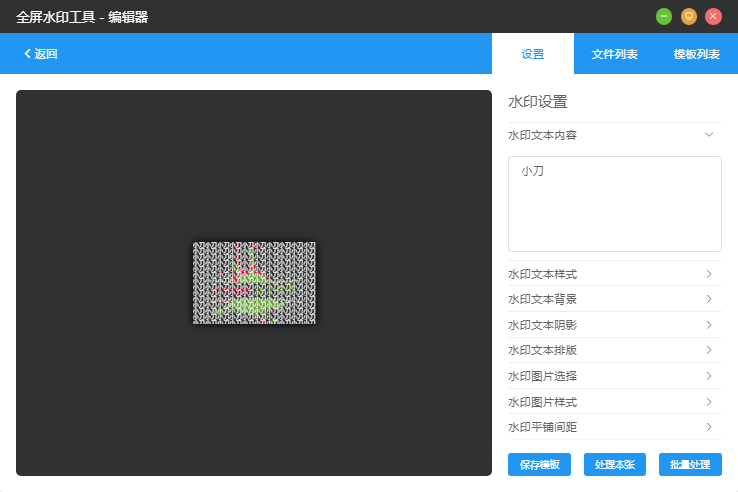 全屏水印工具 - 编辑器
返回
设置
文件列表
模板列表
水印设置
水印文本内容
小刀
水印文本样式
水印文本背景
水印文本阴影
水印文本排版
水印图片选择
水印图片样式
水印平铺间距
保存模板
处理本张
批量处理